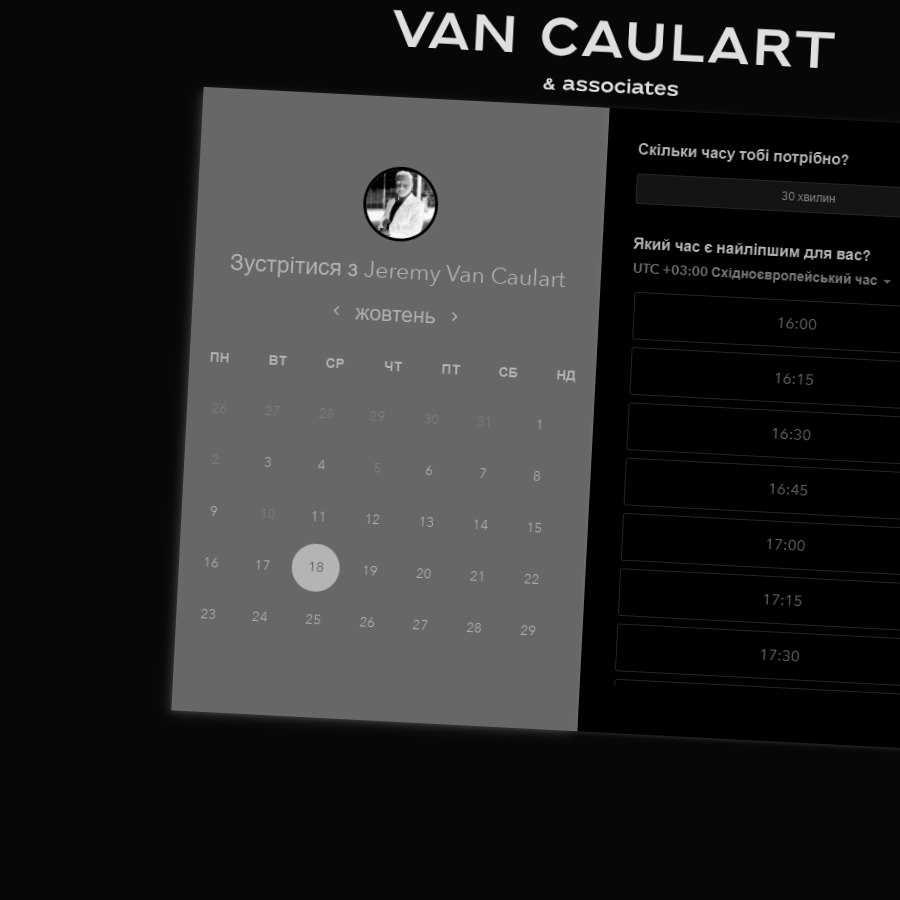 VAN CAULART
& associates
Зустрітися з Jeremy Van Caulart
жовтень
ПН ВТ СР ЧТ ПТ СБ НД
26 27 28 29 30 31 1
2 3 4 5 6 7 8
9 10 11 12 13 14 15
16 17 18 19 20 21 22
23 24 25 26 27 28 29
Скільки часу тобі потрібно?
30 хвилин
Який час є найліпшим для вас?
UTC +03:00 Східноєвропейський час
16:00
16:15
16:30
16:45
17:00
17:15
17:30